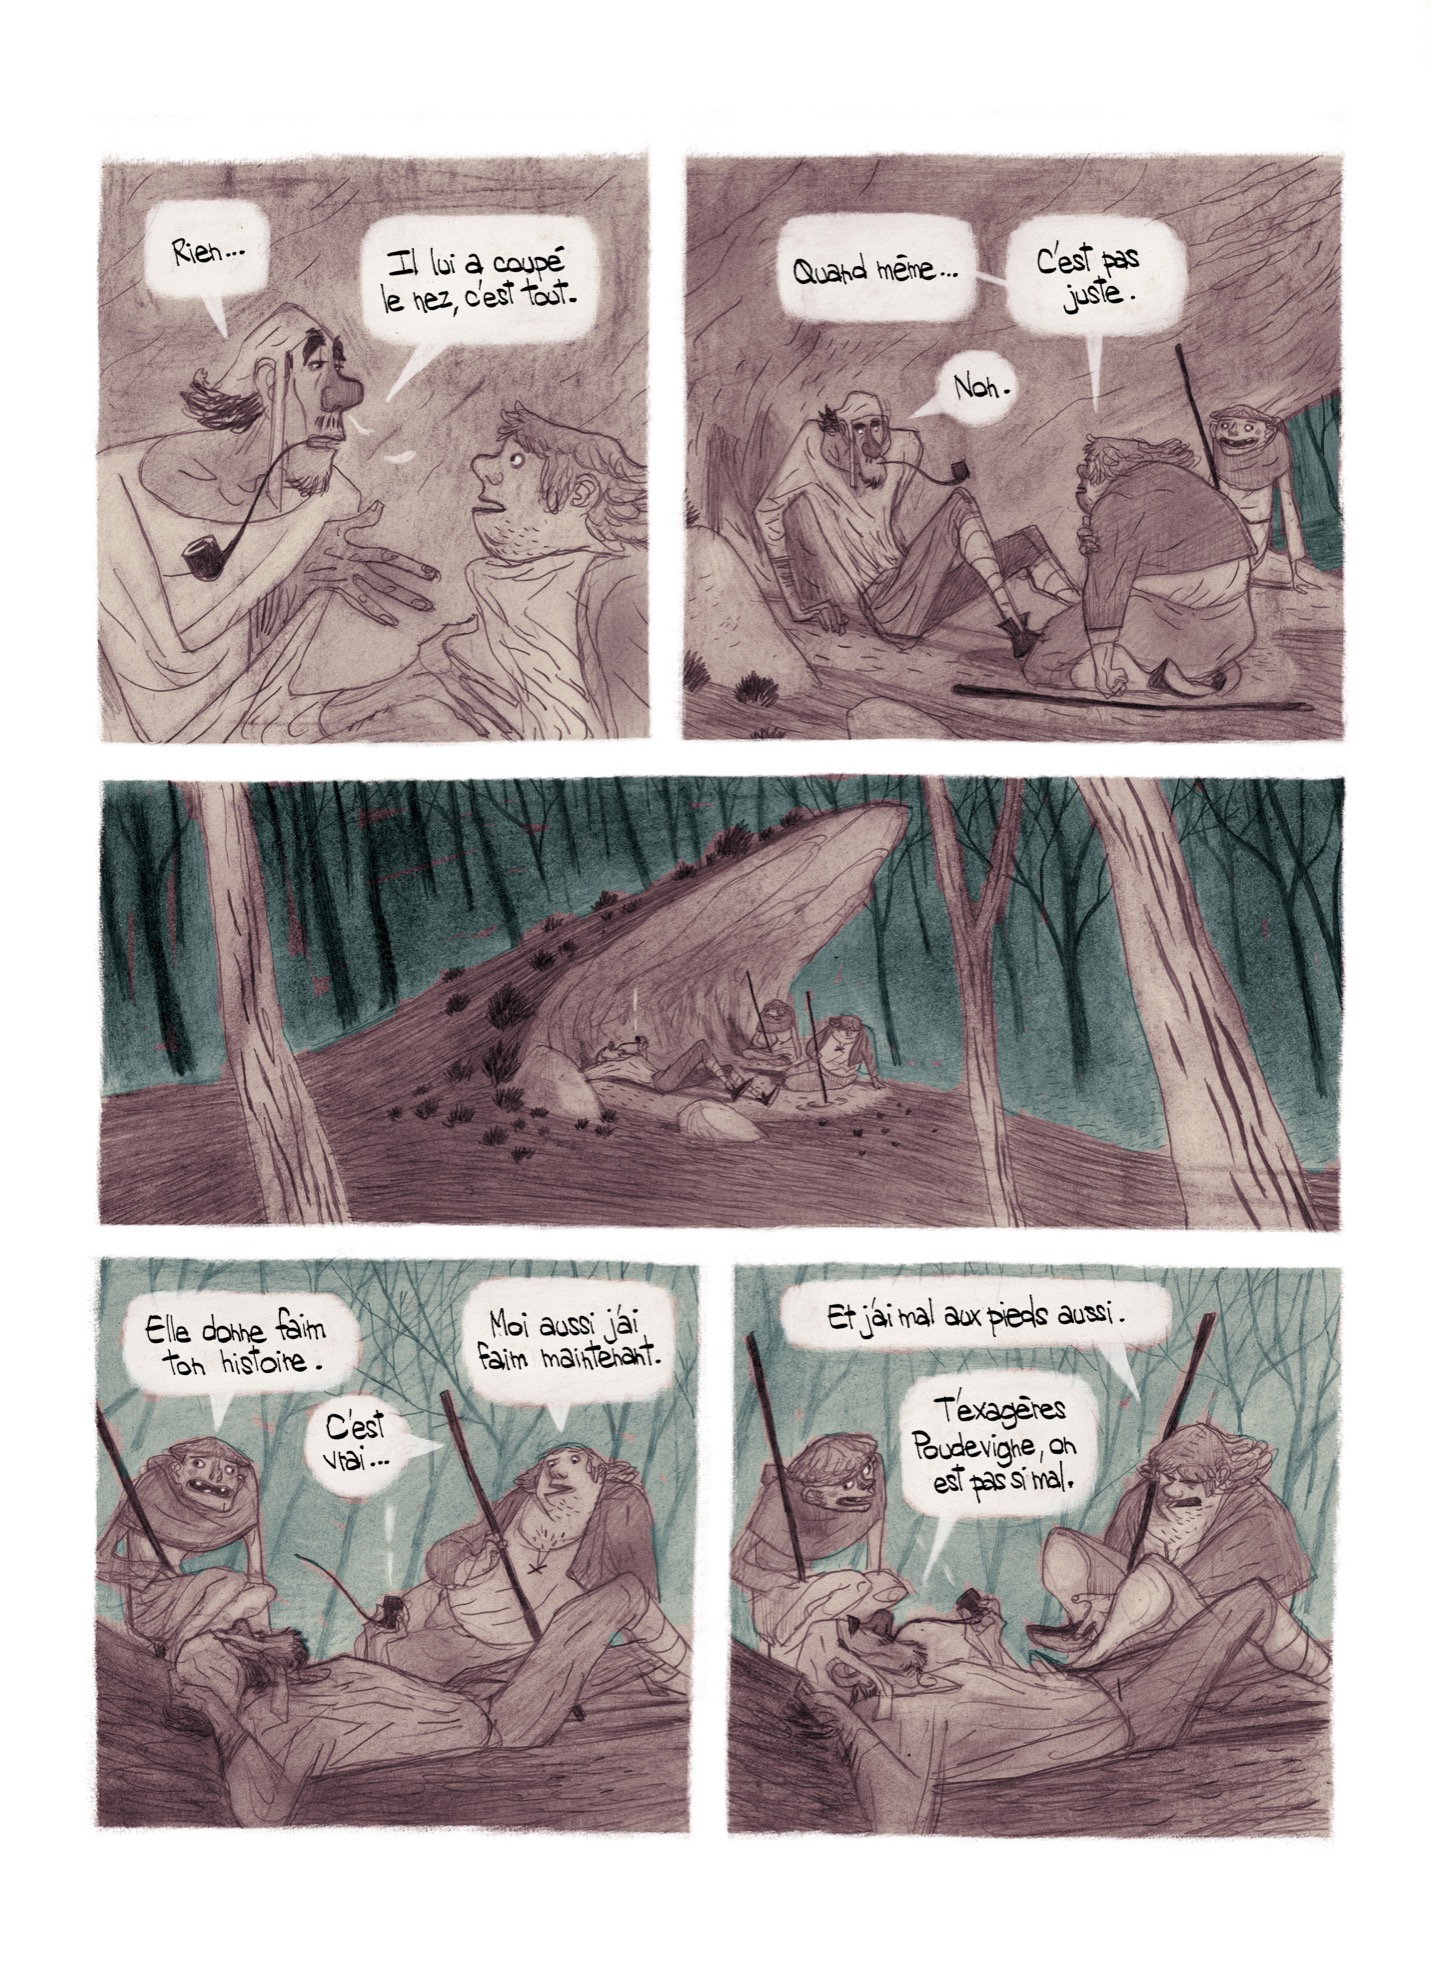 Rien...
Il lui a coupé
le nez, c'est tout.
Quand même...
C'est pas
juste.
Non.
Elle donne faim
ton histoire.
Moi aussi j'ai
faim maintenant.
C'est
vrai...
Et j'ai mal aux pieds aussi.
T'exagères
Poudevigne, on
est pas si mal.